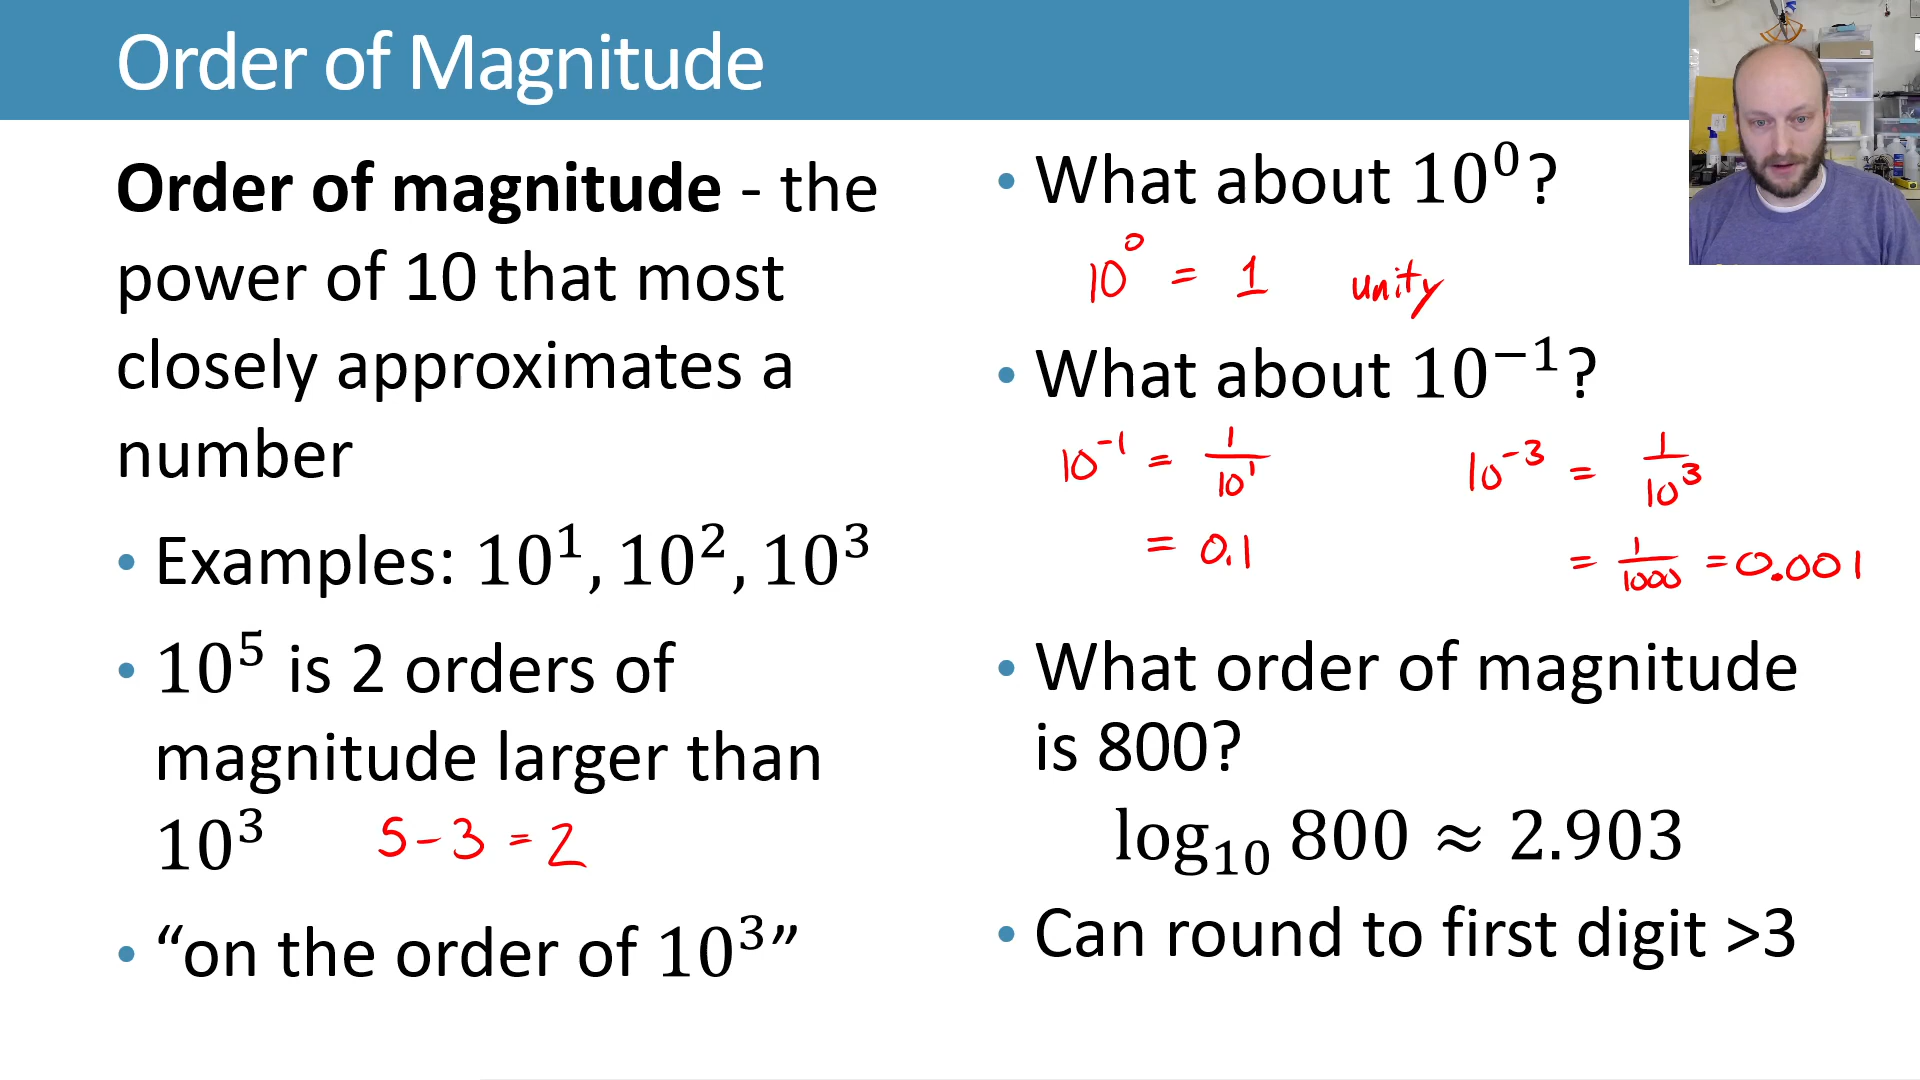 Order of Magnitude
Order of magnitude - the
power of 10 that most
closely approximates a
number
• Examples: 10¹, 10², 10³
• 10⁵ is 2 orders of
magnitude larger than
10³ 5 - 3 = 2
• “on the order of 10³”
• What about 10⁰?
10⁰ = 1 unity
• What about 10⁻¹?
10⁻¹ = 1/10¹ 10⁻³ = 1/10³
= 0.1 = 1/1000 = 0.001
• What order of magnitude
is 800?
log₁₀ 800 ≈ 2.903
• Can round to first digit >3